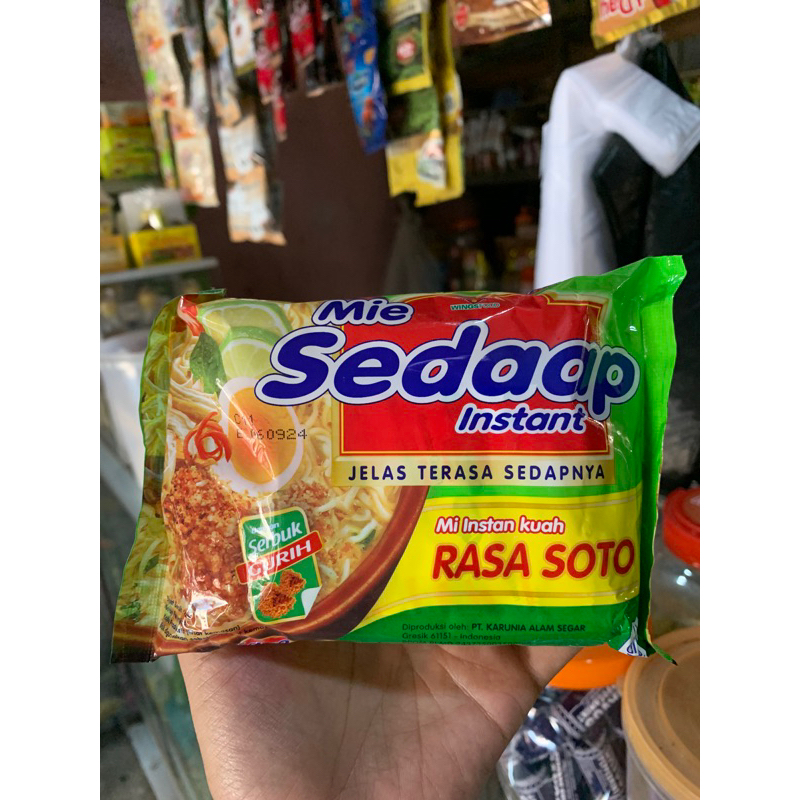 WINGSFOOD
Mie
Sedaap
Instant
JELAS TERASA SEDAPNYA
Mi Instan kuah
RASA SOTO
dengan
Serbuk
GURIH
Diproduksi oleh: PT. KARUNIA ALAM SEGAR
Gresik 61151 - Indonesia